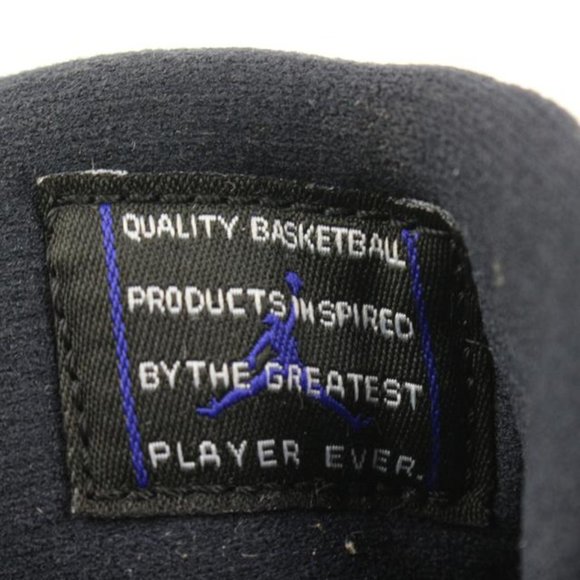 QUALITY BASKETBALL
PRODUCTS INSPIRED
BY THE GREATEST
PLAYER EVER.